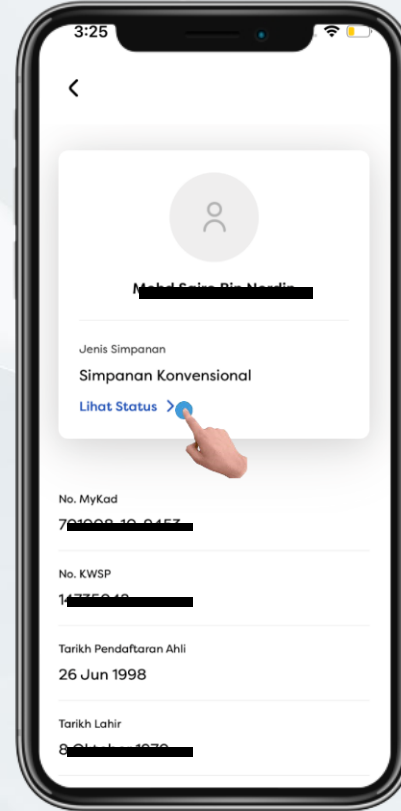 3:25
Jenis Simpanan
Simpanan Konvensional
Lihat Status
No. MyKad
No. KWSP
Tarikh Pendaftaran Ahli
26 Jun 1998
Tarikh Lahir